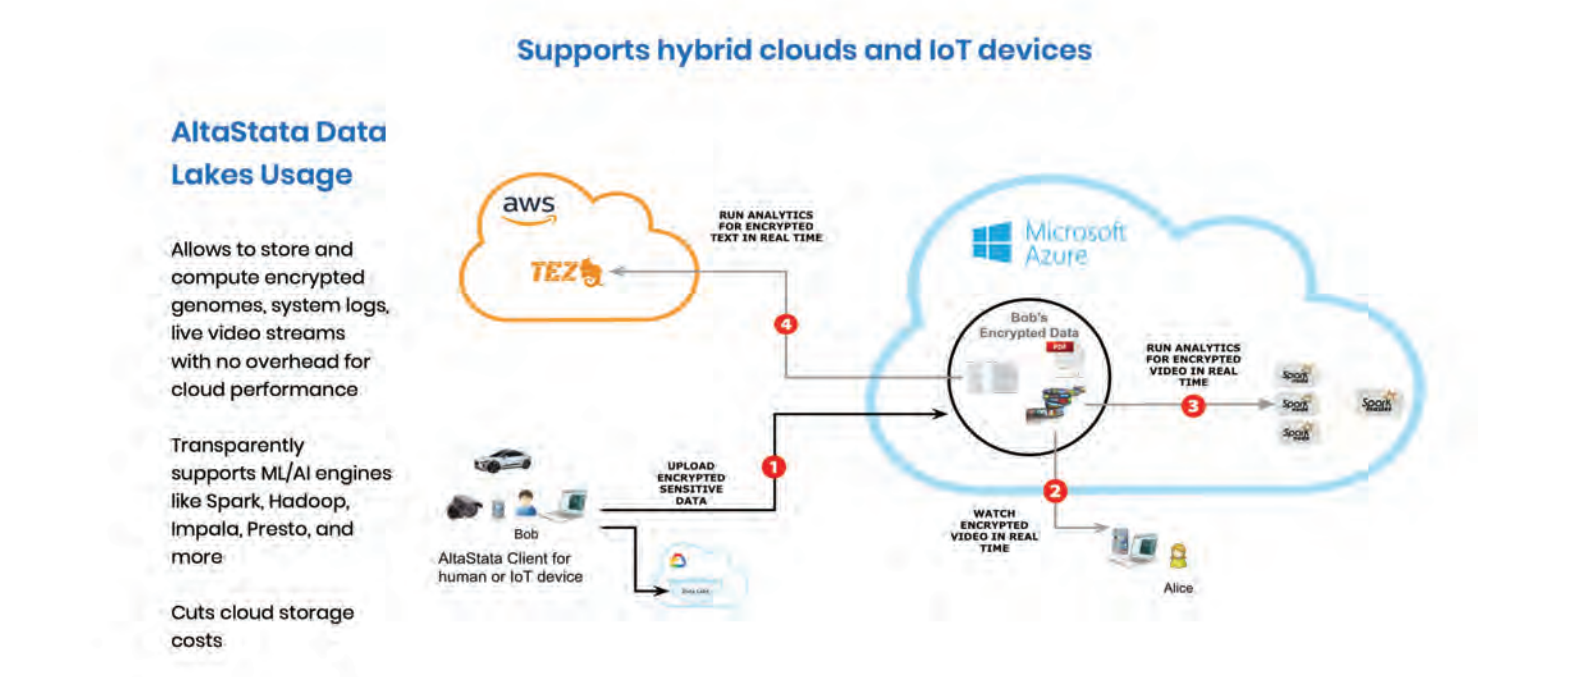 Supports hybrid clouds and IoT devices
AltaStata Data
Lakes Usage
Allows to store and
compute encrypted
genomes, system logs,
live video streams
with no overhead for
cloud performance
Transparently
supports ML/AI engines
like Spark, Hadoop,
Impala, Presto, and
more
Cuts cloud storage
costs
aws
TEZ
RUN ANALYTICS
FOR ENCRYPTED
TEXT IN REAL TIME
4
Microsoft
Azure
Bob's
Encrypted Data
PDF
RUN ANALYTICS
FOR ENCRYPTED
VIDEO IN REAL
TIME
3
Spark
Spark
Spark
Spark
UPLOAD
ENCRYPTED
SENSITIVE
DATA
1
2
WATCH
ENCRYPTED
VIDEO IN REAL
TIME
Bob
AltaStata Client for
human or IoT device
Alice